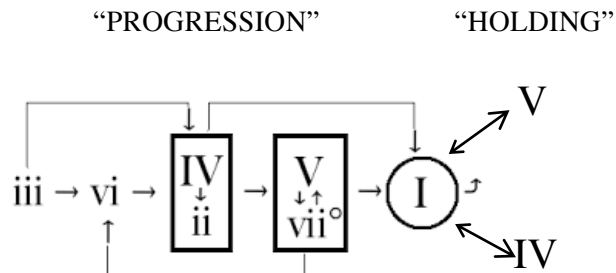 “PROGRESSION” “HOLDING”
V
IV V
iii → vi → → → I
ii vii°
IV